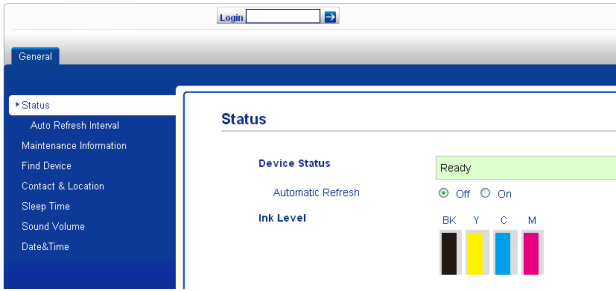 Login
General
Status
Auto Refresh Interval
Maintenance Information
Find Device
Contact & Location
Sleep Time
Sound Volume
Date&Time
Status
Device Status Ready
Automatic Refresh Off On
Ink Level BK Y C M